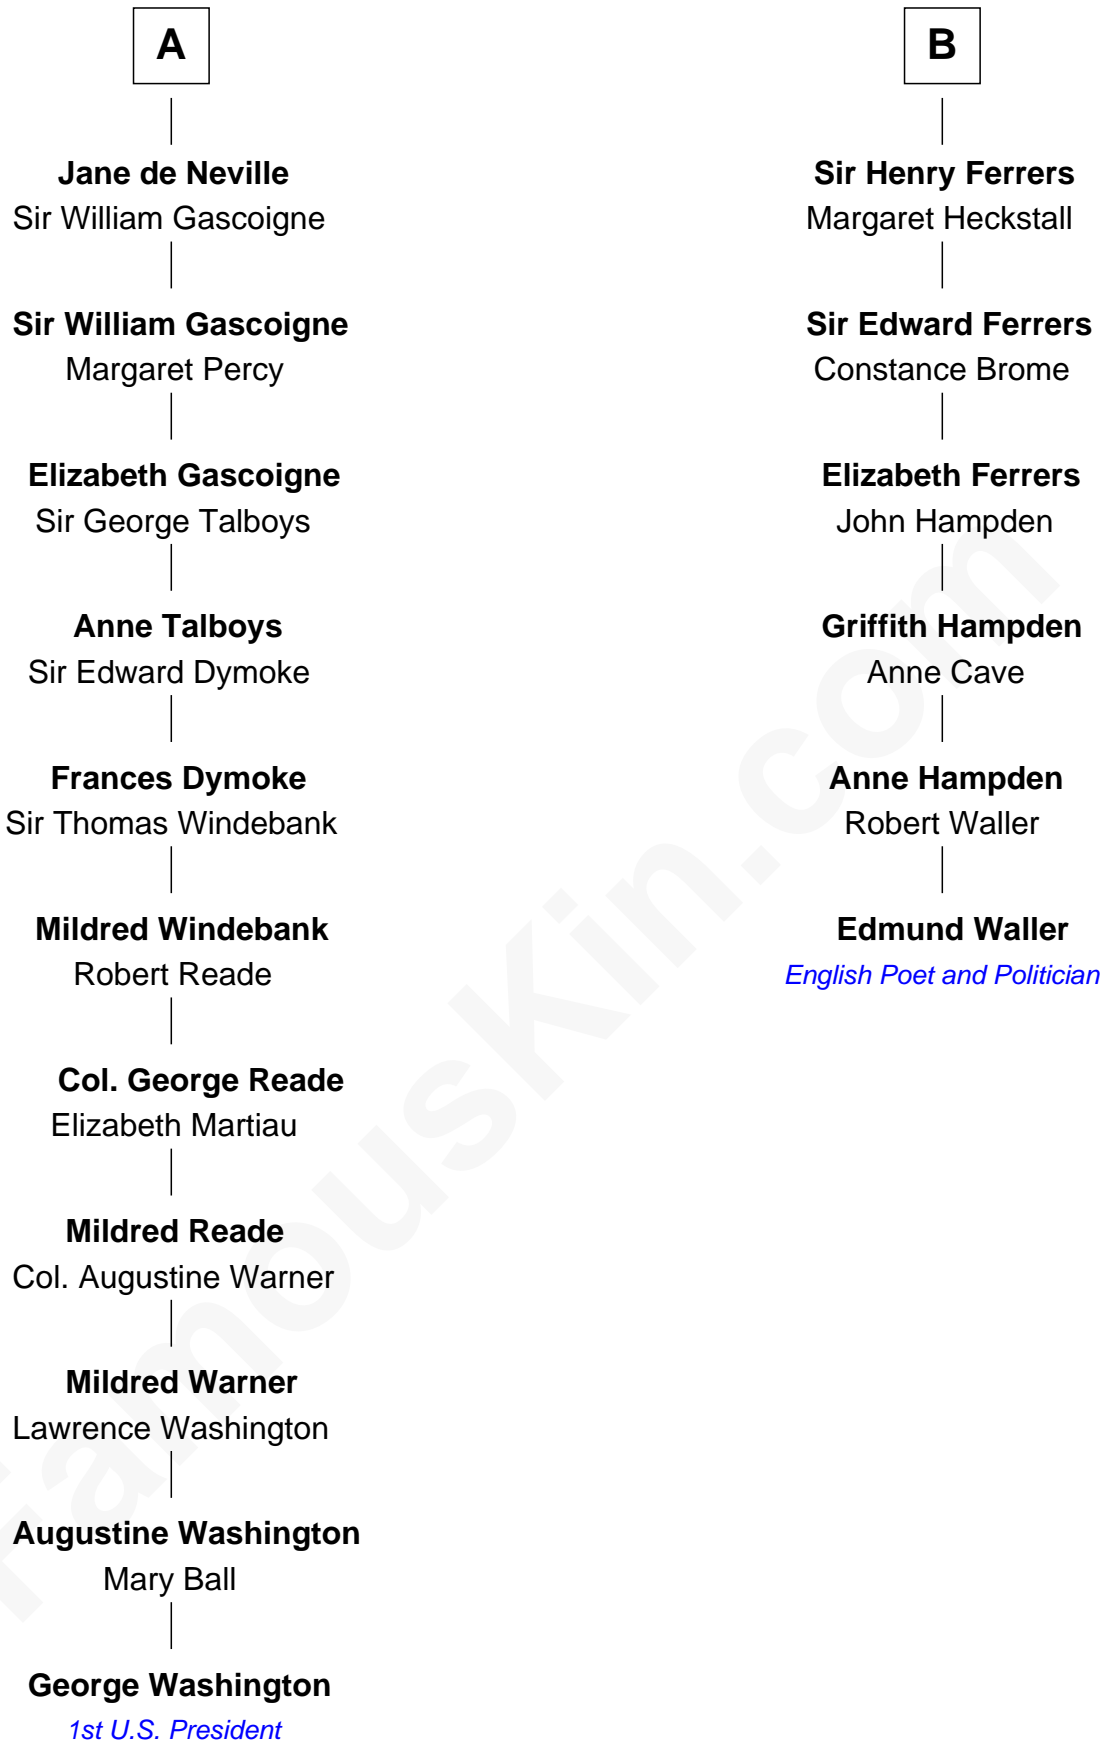 A
Jane de Neville
Sir William Gascoigne
Sir William Gascoigne
Margaret Percy
Elizabeth Gascoigne
Sir George Talboys
Anne Talboys
Sir Edward Dymoke
Frances Dymoke
Sir Thomas Windebank
Mildred Windebank
Robert Reade
Col. George Reade
Elizabeth Martiau
Mildred Reade
Col. Augustine Warner
Mildred Warner
Lawrence Washington
Augustine Washington
Mary Ball
George Washington
1st U.S. President
B
Sir Henry Ferrers
Margaret Heckstall
Sir Edward Ferrers
Constance Brome
Elizabeth Ferrers
John Hampden
Griffith Hampden
Anne Cave
Anne Hampden
Robert Waller
Edmund Waller
English Poet and Politician
FamousKin.com